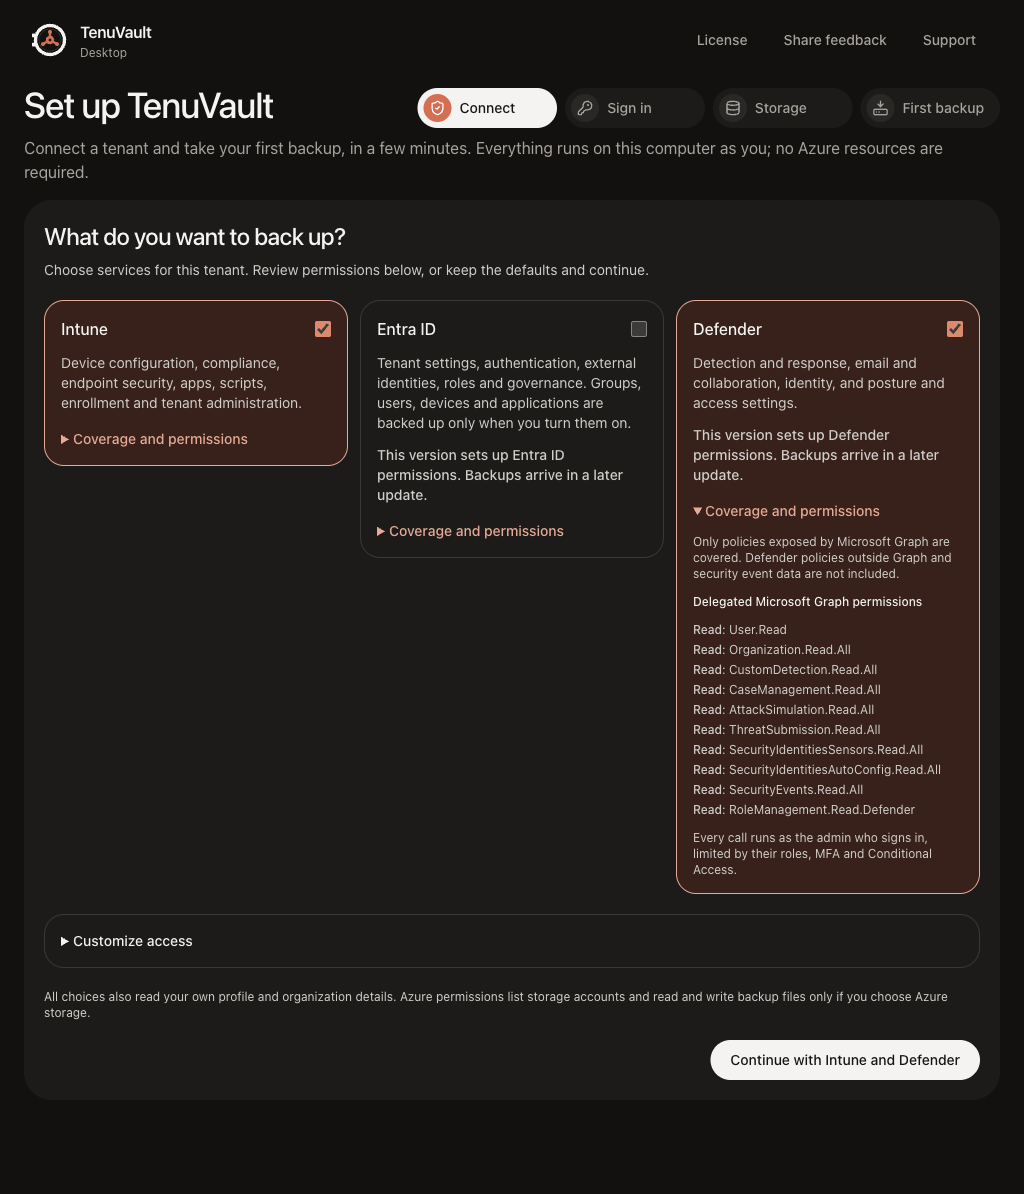 TenuVault
Desktop
License
Share feedback
Support
Set up TenuVault
Connect
Sign in
Storage
First backup
Connect a tenant and take your first backup, in a few minutes. Everything runs on this computer as you; no Azure resources are
required.
What do you want to back up?
Choose services for this tenant. Review permissions below, or keep the defaults and continue.
Intune
Device configuration, compliance,
endpoint security, apps, scripts,
enrollment and tenant administration.
Coverage and permissions
Entra ID
Tenant settings, authentication, external
identities, roles and governance. Groups,
users, devices and applications are
backed up only when you turn them on.
This version sets up Entra ID
permissions. Backups arrive in a later
update.
Coverage and permissions
Defender
Detection and response, email and
collaboration, identity, and posture and
access settings.
This version sets up Defender
permissions. Backups arrive in a later
update.
Coverage and permissions
Only policies exposed by Microsoft Graph are
covered. Defender policies outside Graph and
security event data are not included.
Delegated Microsoft Graph permissions
Read: User.Read
Read: Organization.Read.All
Read: CustomDetection.Read.All
Read: CaseManagement.Read.All
Read: AttackSimulation.Read.All
Read: ThreatSubmission.Read.All
Read: SecurityIdentitiesSensors.Read.All
Read: SecurityIdentitiesAutoConfig.Read.All
Read: SecurityEvents.Read.All
Read: RoleManagement.Read.Defender
Every call runs as the admin who signs in,
limited by their roles, MFA and Conditional
Access.
Customize access
All choices also read your own profile and organization details. Azure permissions list storage accounts and read and write backup files only if you choose Azure
storage.
Continue with Intune and Defender